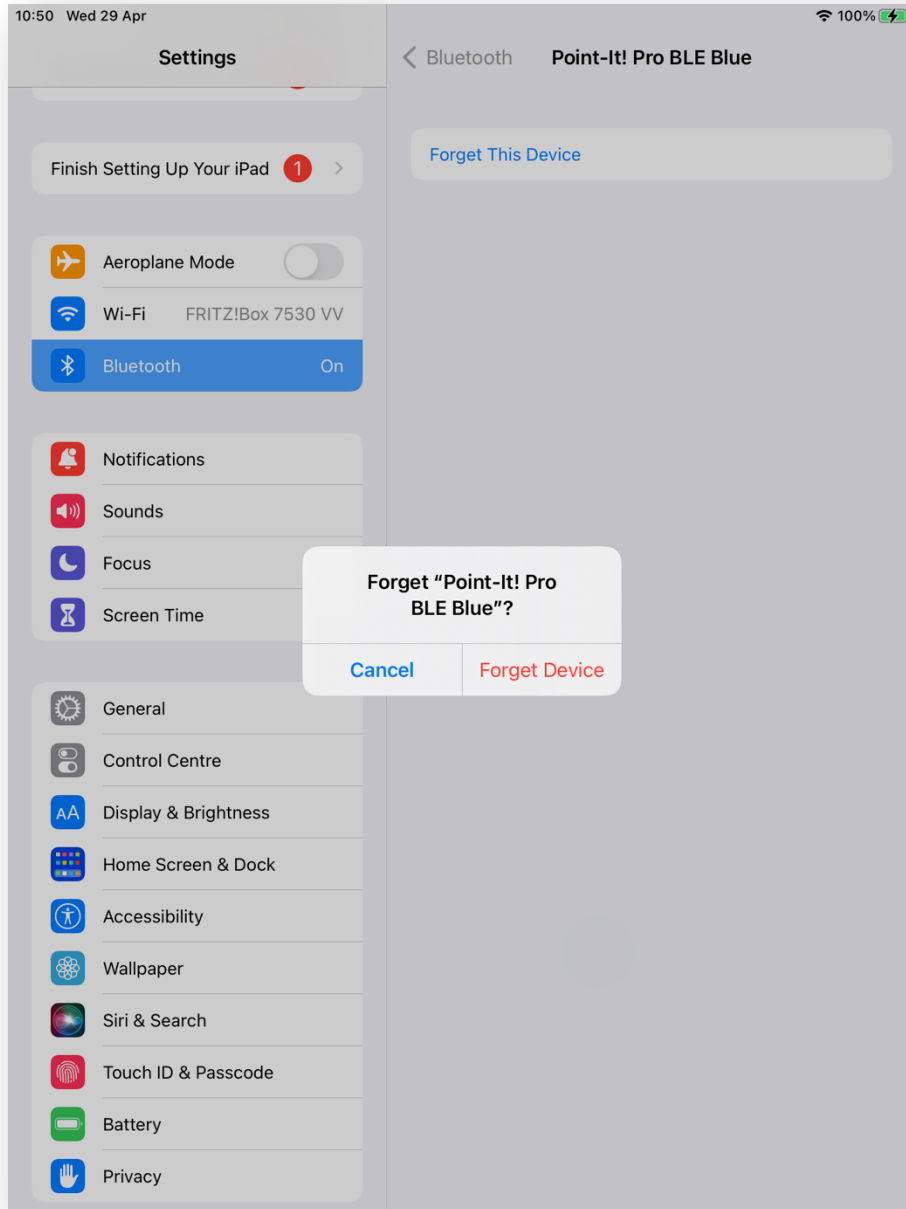 10:50 Wed 29 Apr
100%
Settings
Bluetooth
Point-It! Pro BLE Blue
Finish Setting Up Your iPad
1
Forget This Device
Aeroplane Mode
Wi-Fi
FRITZ!Box 7530 VV
Bluetooth
On
Notifications
Sounds
Focus
Screen Time
Forget “Point-It! Pro
BLE Blue”?
Cancel
Forget Device
General
Control Centre
AA
Display & Brightness
Home Screen & Dock
Accessibility
Wallpaper
Siri & Search
Touch ID & Passcode
Battery
Privacy